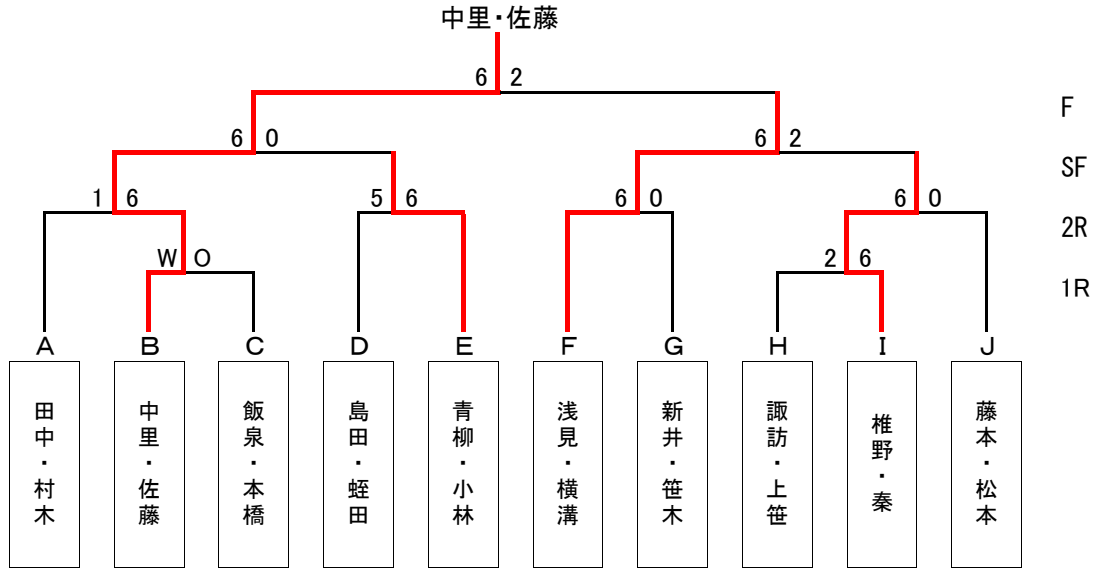 中里・佐藤
6 2
F
6 0
6 2
SF
1 6
5 6
6 0
6 0
2R
W O
2 6
1R
A B C D E F G H I J
田中・村木
中里・佐藤
飯泉・本橋
島田・蛭田
青柳・小林
浅見・横溝
新井・笹木
諏訪・上笹
椎野・秦
藤本・松本